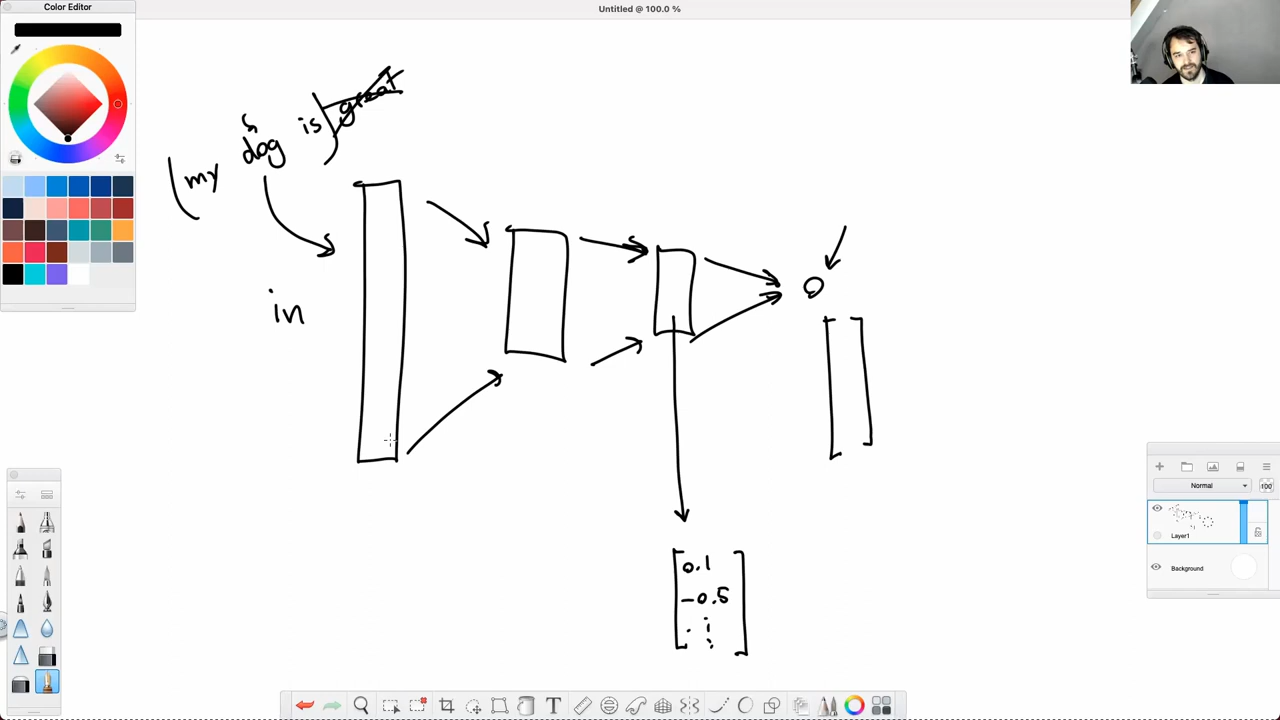 Color Editor
Untitled @ 100.0 %
my dog is great
s
in
0.1
-0.5
Normal
100
Layer1
Background
T